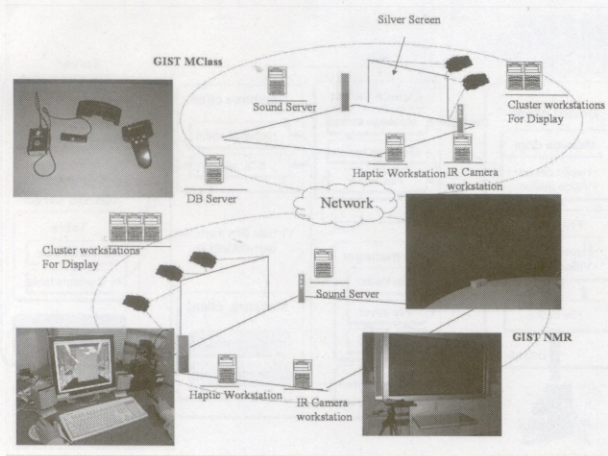 Silver Screen
GIST MClass
Sound Server
Cluster workstations
For Display
Haptic Workstation
IR Camera
workstation
DB Server
Network
Cluster workstations
For Display
Sound Server
GIST NMR
Haptic Workstation
IR Camera
workstation